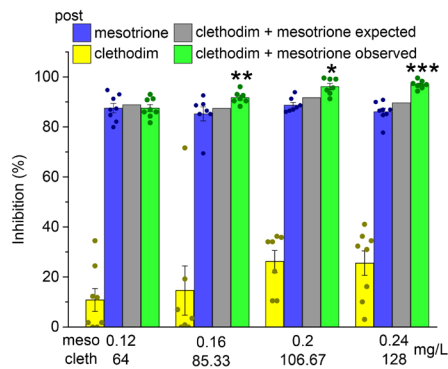 post
mesotrione
clethodim + mesotrione expected
clethodim
clethodim + mesotrione observed
Inhibition (%)
100
80
60
40
20
0
**
*
***
meso 0.12 0.16 0.2 0.24
cleth 64 85.33 106.67 128
mg/L